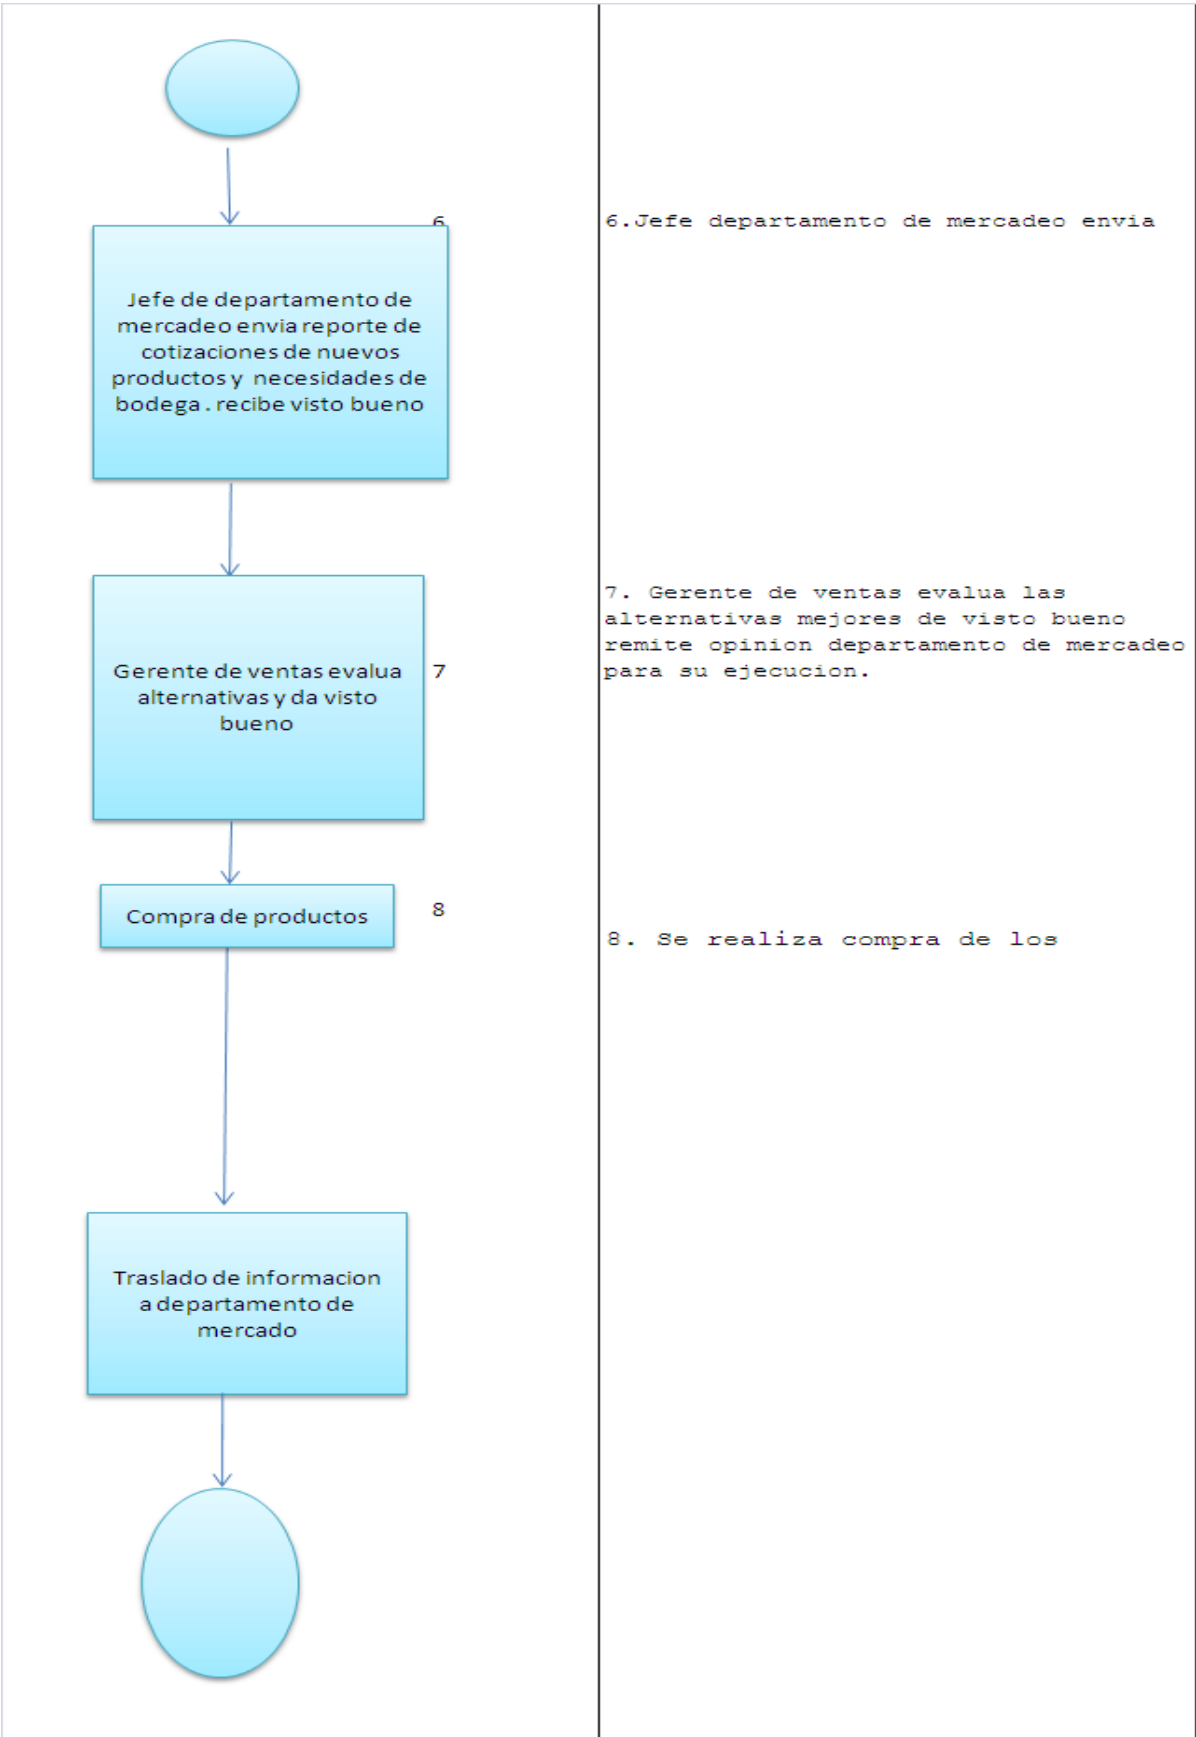 6
6.Jefe departamento de mercadeo envia
Jefe de departamento de
mercadeo envia reporte de
cotizaciones de nuevos
productos y necesidades de
bodega . recibe visto bueno
7. Gerente de ventas evalua las
alternativas mejores de visto bueno
remite opinion departamento de mercadeo
para su ejecucion.
Gerente de ventas evalua
alternativas y da visto
bueno
7
Compra de productos
8
8. Se realiza compra de los
Traslado de informacion
a departamento de
mercado